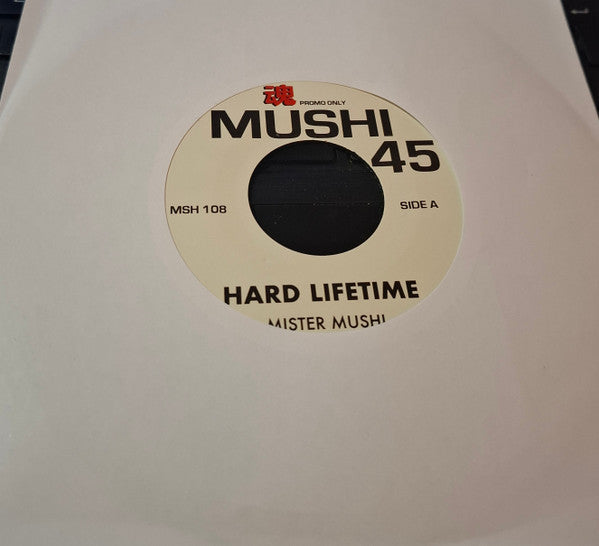 魂 PROMO ONLY
MUSHI
45
MSH 108
SIDE A
HARD LIFETIME
MISTER MUSHI